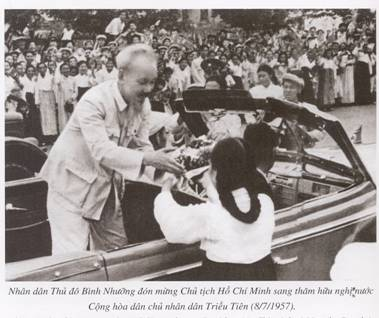 Nhân dân Thủ đô Bình Nhưỡng đón mừng Chủ tịch Hồ Chí Minh sang thăm hữu nghị nước
Cộng hòa dân chủ nhân dân Triều Tiên (8/7/1957).